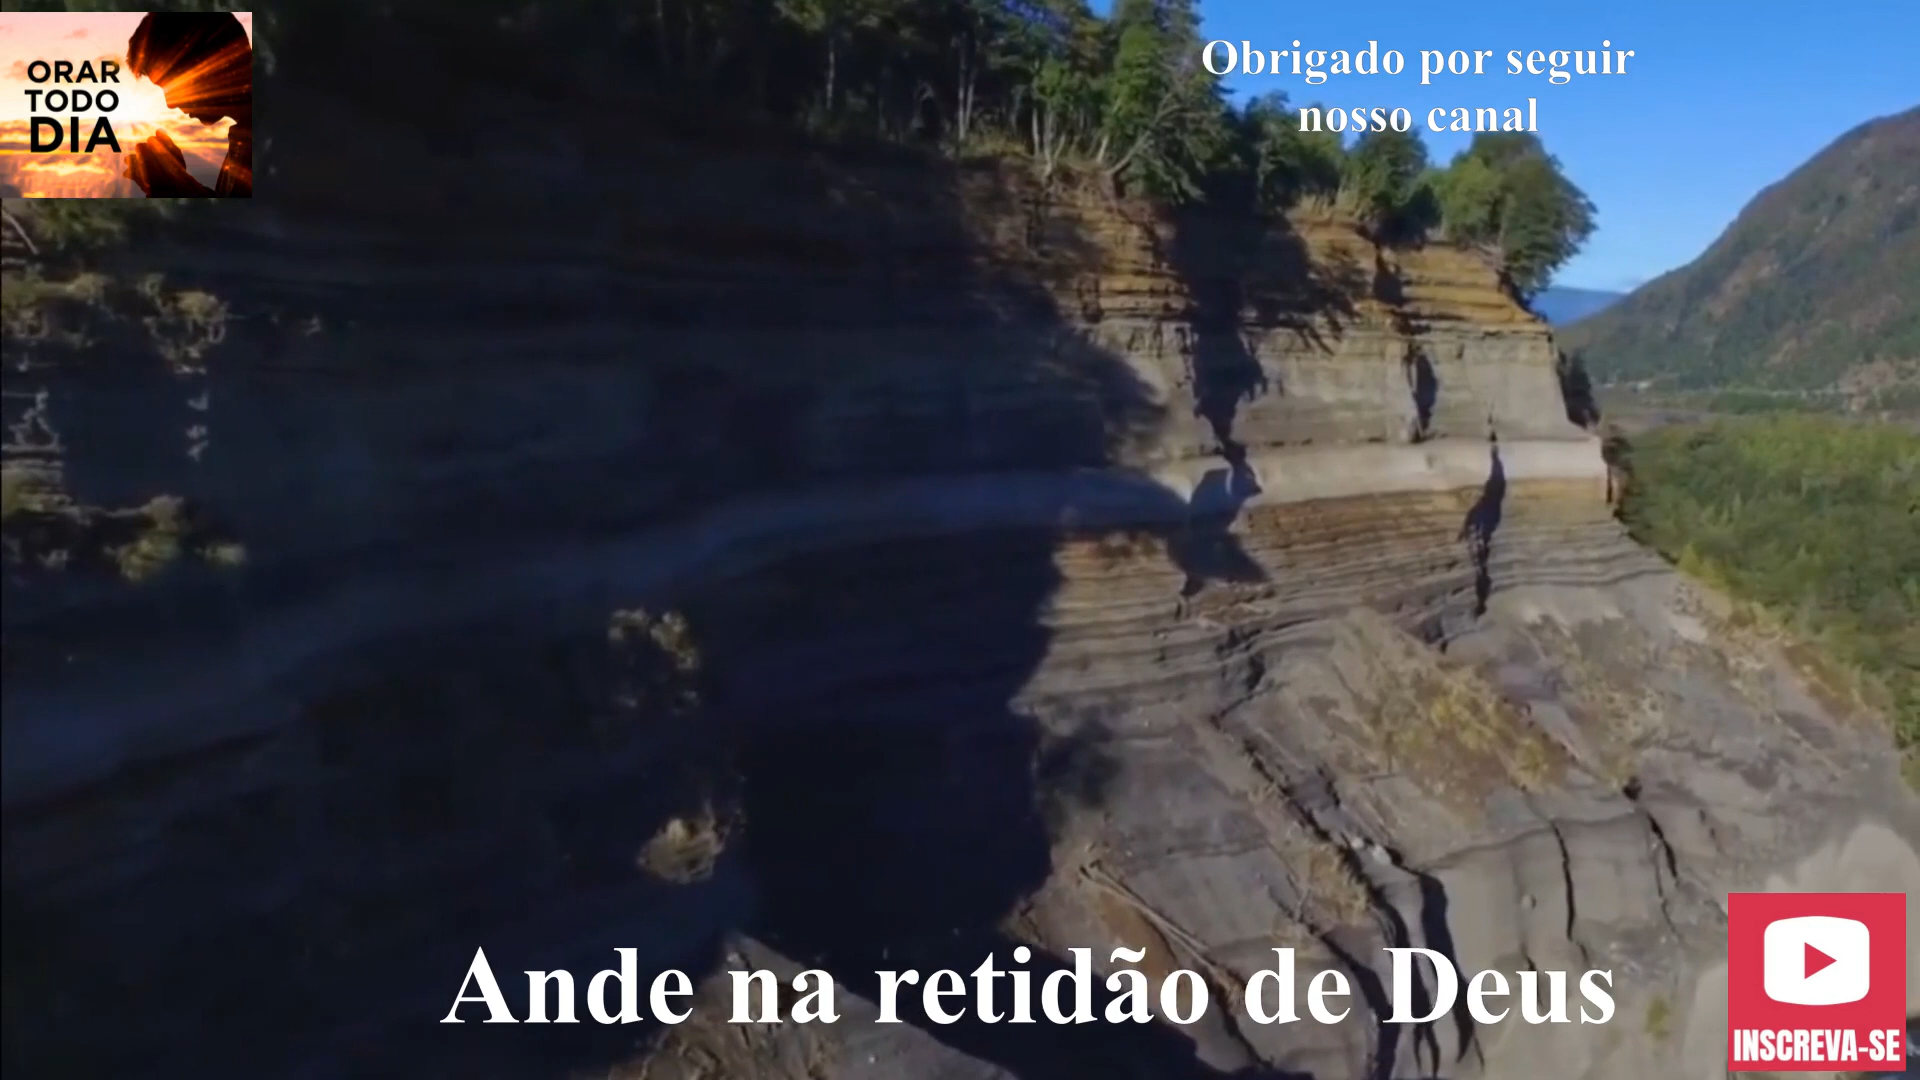 ORAR
TODO
DIA
Obrigado por seguir
nosso canal
Ande na retidão de Deus
INSCREVA-SE